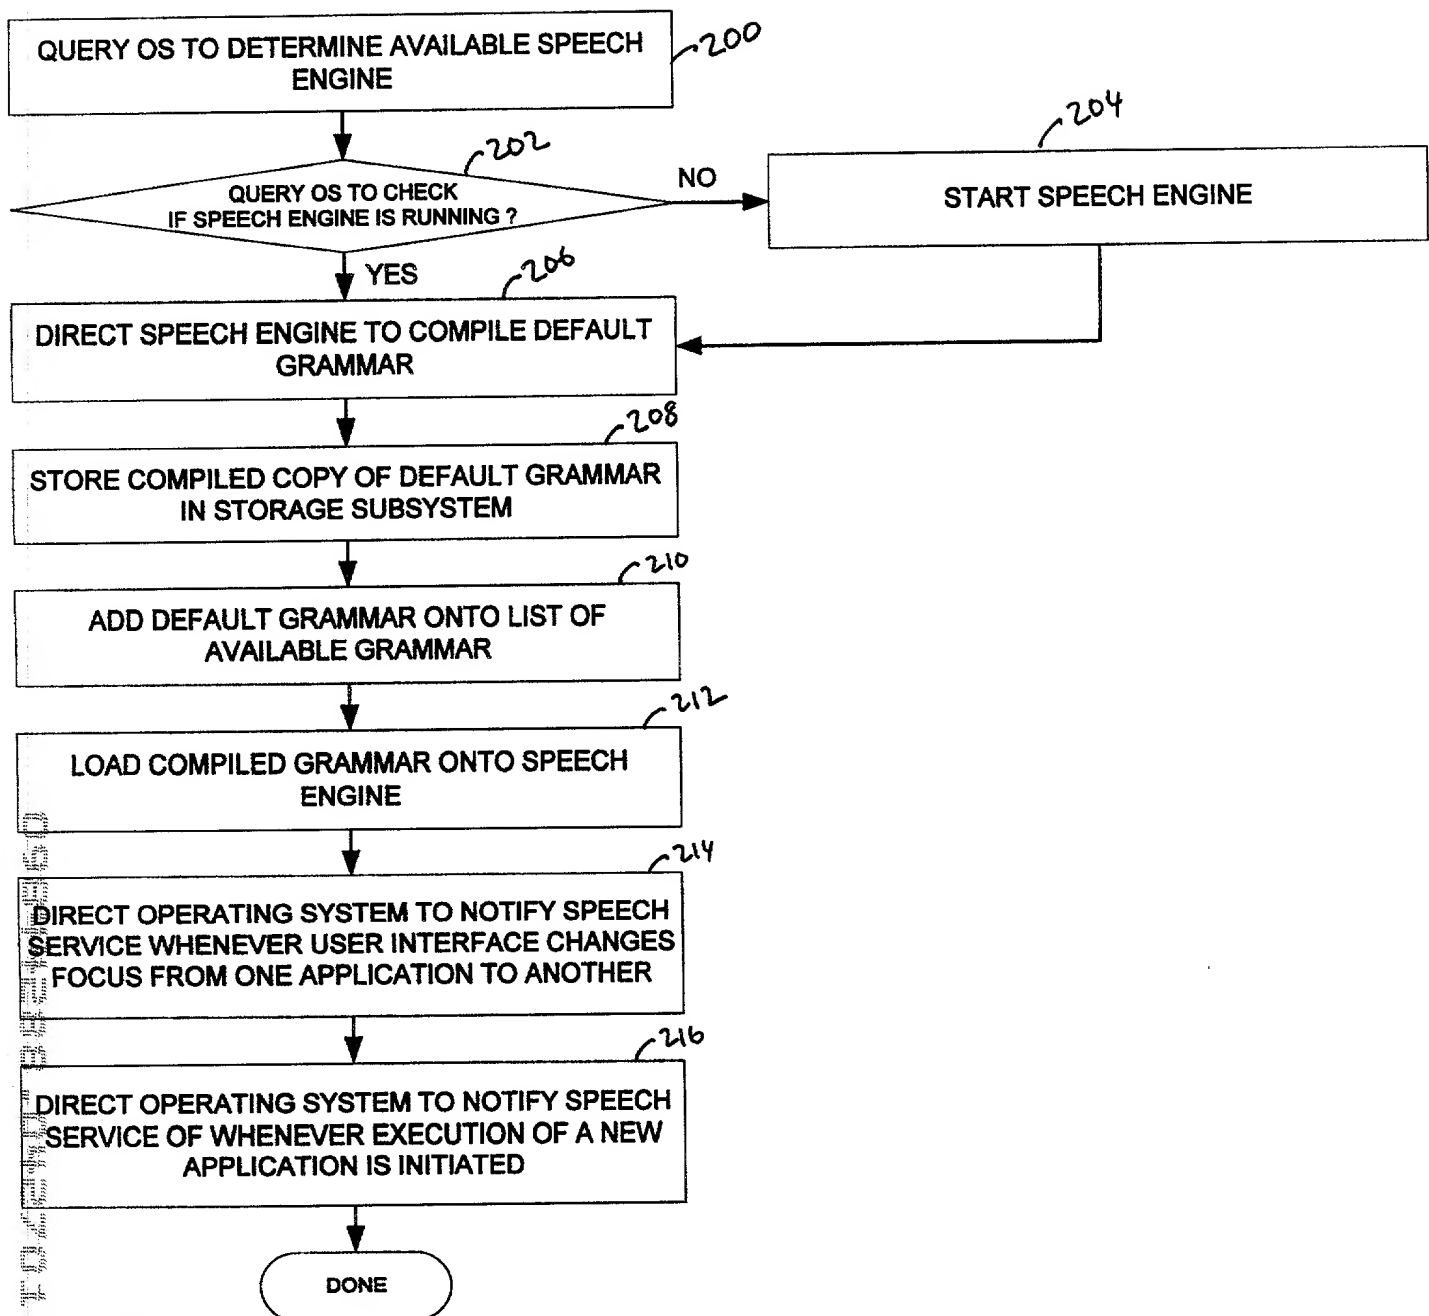 QUERY OS TO DETERMINE AVAILABLE SPEECH
ENGINE
200
202
QUERY OS TO CHECK
IF SPEECH ENGINE IS RUNNING ?
NO
204
START SPEECH ENGINE
YES
206
DIRECT SPEECH ENGINE TO COMPILE DEFAULT
GRAMMAR
208
STORE COMPILED COPY OF DEFAULT GRAMMAR
IN STORAGE SUBSYSTEM
210
ADD DEFAULT GRAMMAR ONTO LIST OF
AVAILABLE GRAMMAR
212
LOAD COMPILED GRAMMAR ONTO SPEECH
ENGINE
214
DIRECT OPERATING SYSTEM TO NOTIFY SPEECH
SERVICE WHENEVER USER INTERFACE CHANGES
FOCUS FROM ONE APPLICATION TO ANOTHER
216
DIRECT OPERATING SYSTEM TO NOTIFY SPEECH
SERVICE OF WHENEVER EXECUTION OF A NEW
APPLICATION IS INITIATED
DONE